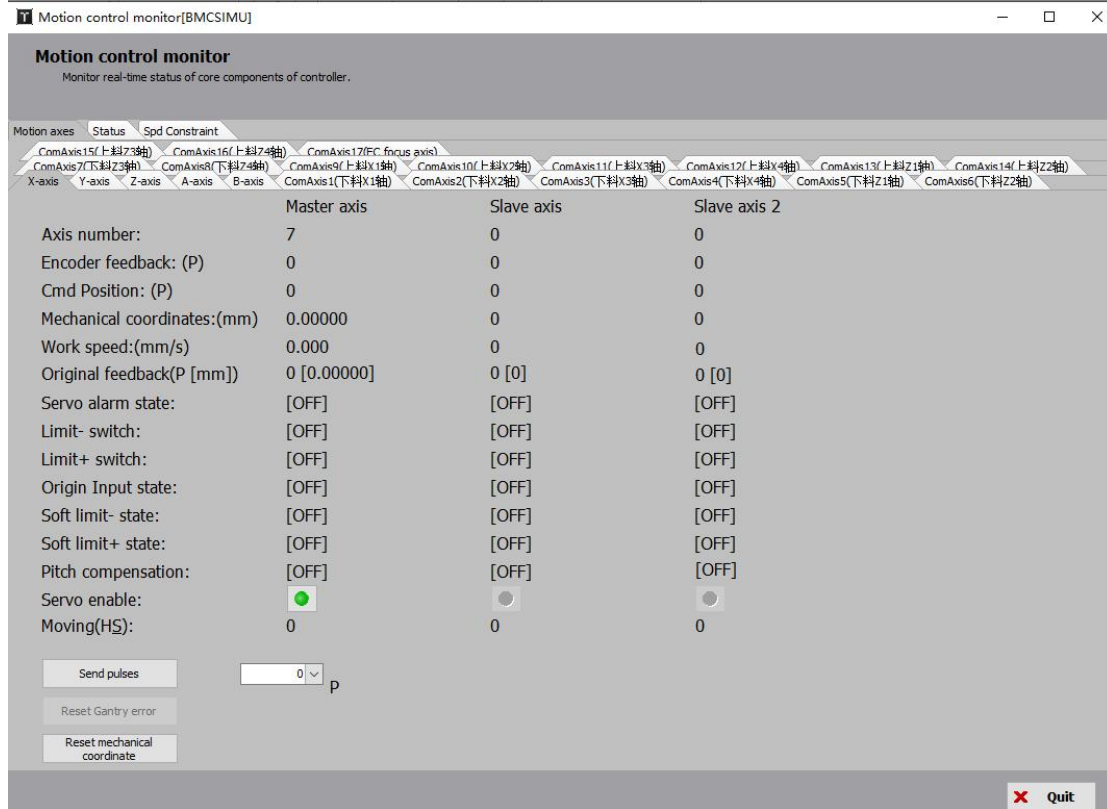 Motion control monitor[BMCSIMU]
Motion control monitor
Monitor real-time status of core components of controller.
Motion axes Status Spd Constraint
ComAxis15(上料Z3轴) ComAxis16(上料Z4轴) ComAxis17(FC focus axis)
ComAxis7(下料Z3轴) ComAxis8(下料Z4轴) ComAxis9(上料X1轴) ComAxis10(上料X2轴) ComAxis11(上料X3轴) ComAxis12(上料X4轴) ComAxis13(上料Z1轴) ComAxis14(上料Z2轴)
X-axis Y-axis Z-axis A-axis B-axis ComAxis1(下料X1轴) ComAxis2(下料X2轴) ComAxis3(下料X3轴) ComAxis4(下料X4轴) ComAxis5(下料Z1轴) ComAxis6(下料Z2轴)
Master axis Slave axis Slave axis 2
Axis number: 7 0 0
Encoder feedback: (P) 0 0 0
Cmd Position: (P) 0 0 0
Mechanical coordinates:(mm) 0.00000 0 0
Work speed:(mm/s) 0.000 0 0
Original feedback(P [mm]) 0 [0.00000] 0 [0] 0 [0]
Servo alarm state: [OFF] [OFF] [OFF]
Limit- switch: [OFF] [OFF] [OFF]
Limit+ switch: [OFF] [OFF] [OFF]
Origin Input state: [OFF] [OFF] [OFF]
Soft limit- state: [OFF] [OFF] [OFF]
Soft limit+ state: [OFF] [OFF] [OFF]
Pitch compensation: [OFF] [OFF] [OFF]
Servo enable:
Moving(HS): 0 0 0
Send pulses 0 P
Reset Gantry error
Reset mechanical
coordinate
Quit